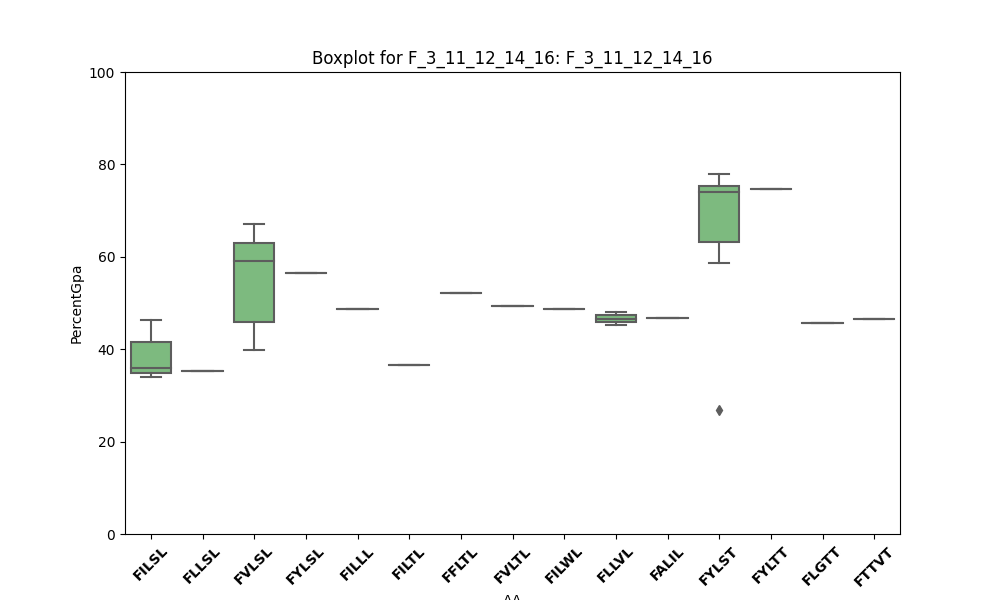 Boxplot for F_3_11_12_14_16: F_3_11_12_14_16
100
80
60
40
20
0
PercentGpa
FILSL
FLLSL
FVLSL
FYLSL
FILLL
FILTL
FFLTL
FVLTL
FILWL
FLLVL
FALIL
FYLST
FYLTT
FLGTT
FTTVT
AA